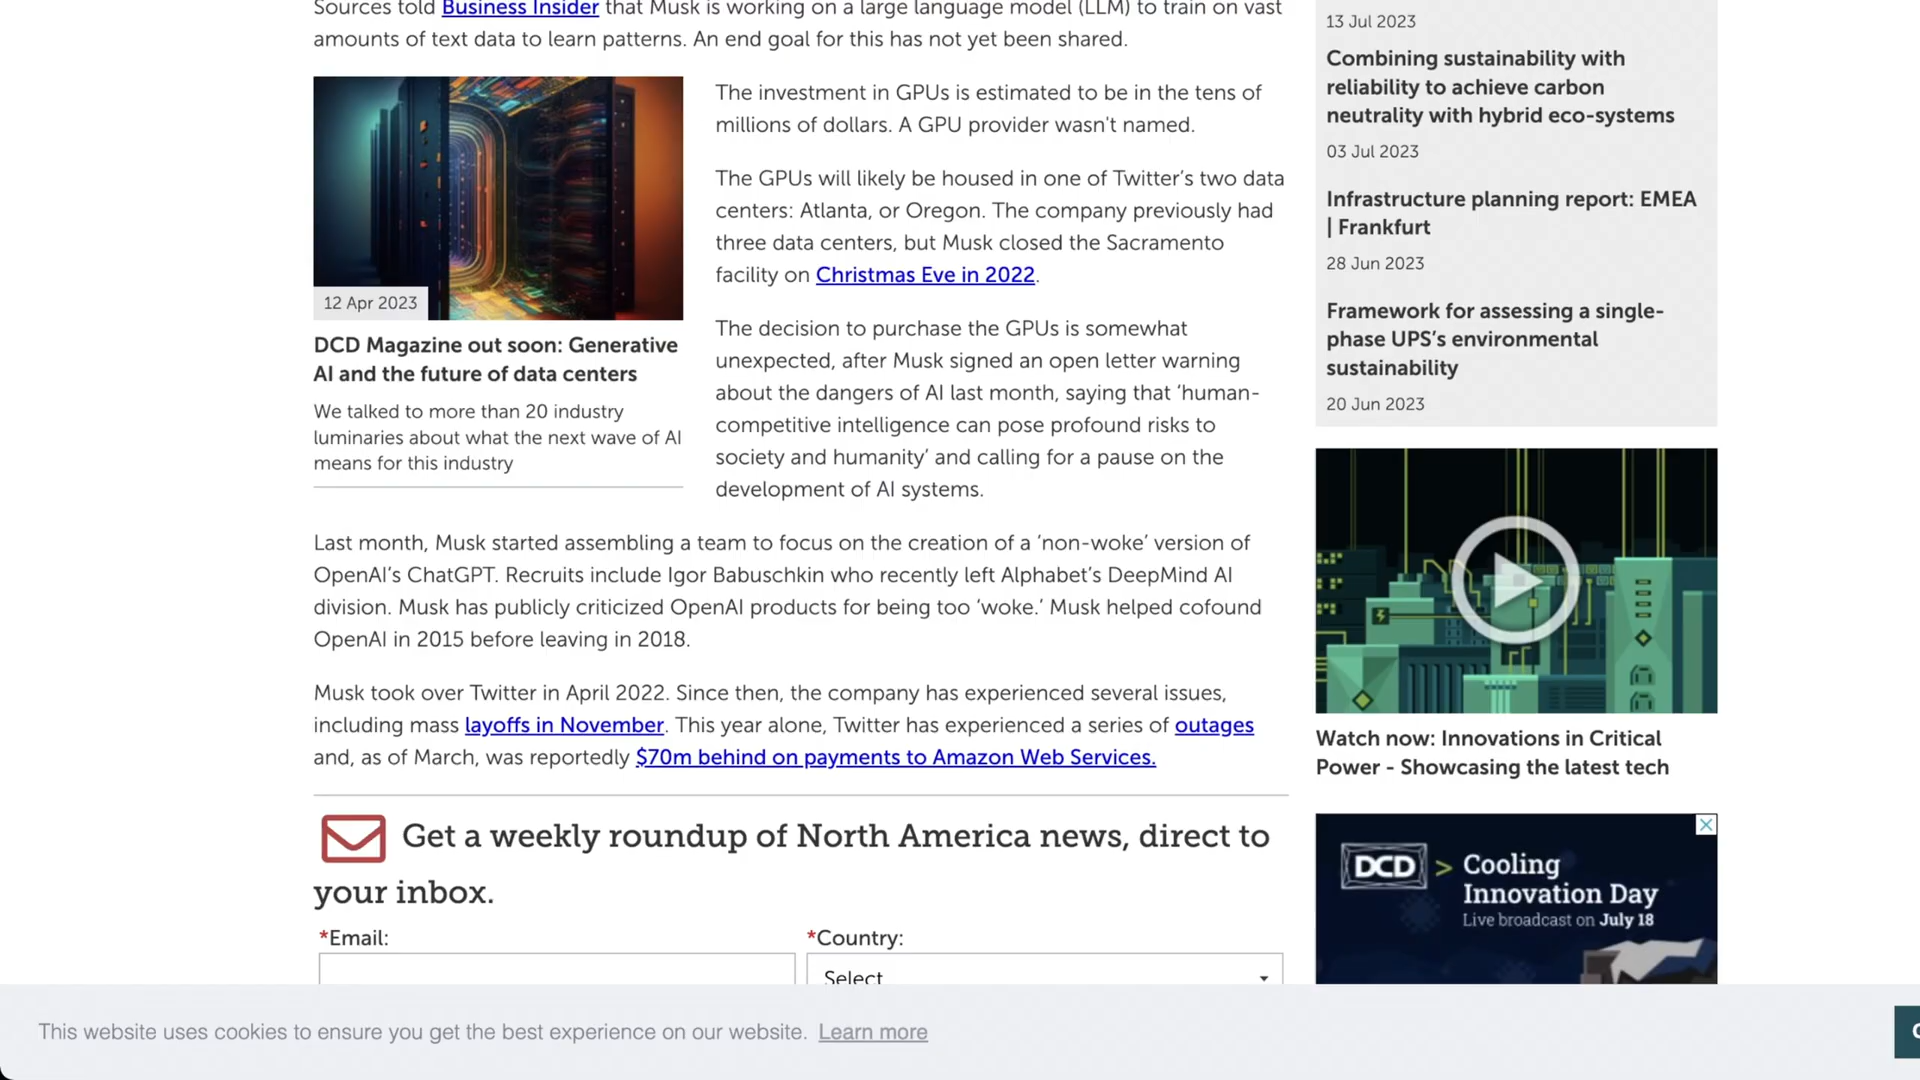 Sources told Business Insider that Musk is working on a large language model (LLM) to train on vast
amounts of text data to learn patterns. An end goal for this has not yet been shared.
12 Apr 2023
DCD Magazine out soon: Generative
AI and the future of data centers
We talked to more than 20 industry
luminaries about what the next wave of AI
means for this industry
The investment in GPUs is estimated to be in the tens of
millions of dollars. A GPU provider wasn't named.
The GPUs will likely be housed in one of Twitter’s two data
centers: Atlanta, or Oregon. The company previously had
three data centers, but Musk closed the Sacramento
facility on Christmas Eve in 2022.
The decision to purchase the GPUs is somewhat
unexpected, after Musk signed an open letter warning
about the dangers of AI last month, saying that ‘human-
competitive intelligence can pose profound risks to
society and humanity’ and calling for a pause on the
development of AI systems.
Last month, Musk started assembling a team to focus on the creation of a ‘non-woke’ version of
OpenAI’s ChatGPT. Recruits include Igor Babuschkin who recently left Alphabet’s DeepMind AI
division. Musk has publicly criticized OpenAI products for being too ‘woke.’ Musk helped cofound
OpenAI in 2015 before leaving in 2018.
Musk took over Twitter in April 2022. Since then, the company has experienced several issues,
including mass layoffs in November. This year alone, Twitter has experienced a series of outages
and, as of March, was reportedly $70m behind on payments to Amazon Web Services.
Get a weekly roundup of North America news, direct to
your inbox.
*Email:
*Country:
Select
13 Jul 2023
Combining sustainability with
reliability to achieve carbon
neutrality with hybrid eco-systems
03 Jul 2023
Infrastructure planning report: EMEA
| Frankfurt
28 Jun 2023
Framework for assessing a single-
phase UPS’s environmental
sustainability
20 Jun 2023
Watch now: Innovations in Critical
Power - Showcasing the latest tech
DCD > Cooling
Innovation Day
Live broadcast on July 18
This website uses cookies to ensure you get the best experience on our website. Learn more